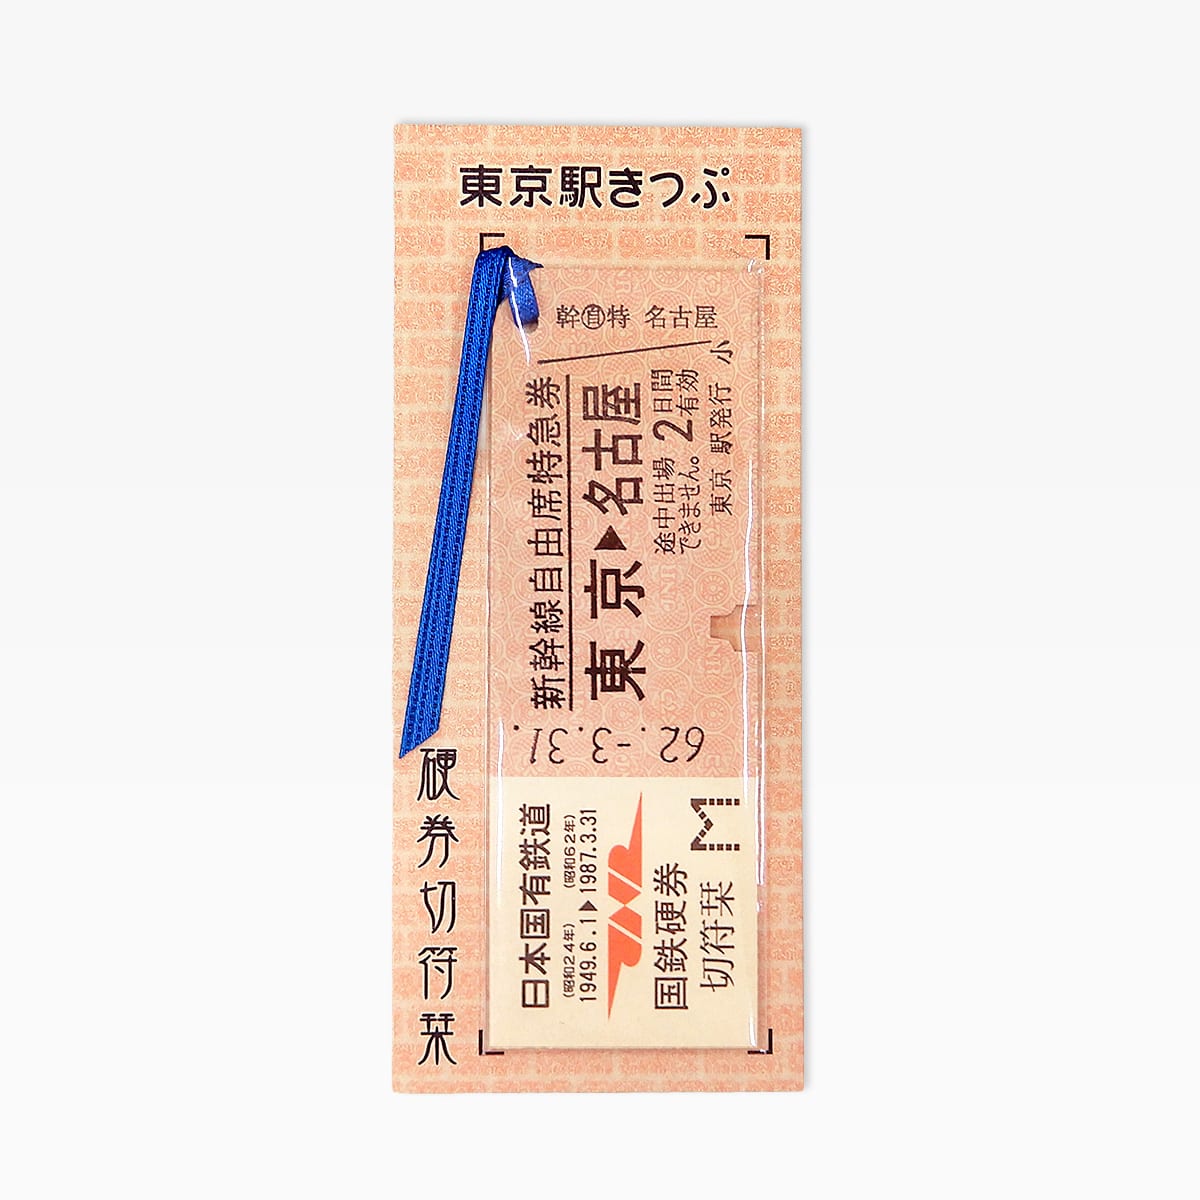 東京駅きっぷ
幹自特 名古屋
小
新幹線自由席特急券
東京▶名古屋
途中出場
できません。
2日間
有効
東京 駅発行
62.-3.31.
日本国有鉄道
(昭和24年) (昭和62年)
1949.6.1▶1987.3.31
JNR
国鉄硬券
切符栞
M
硬券切符栞